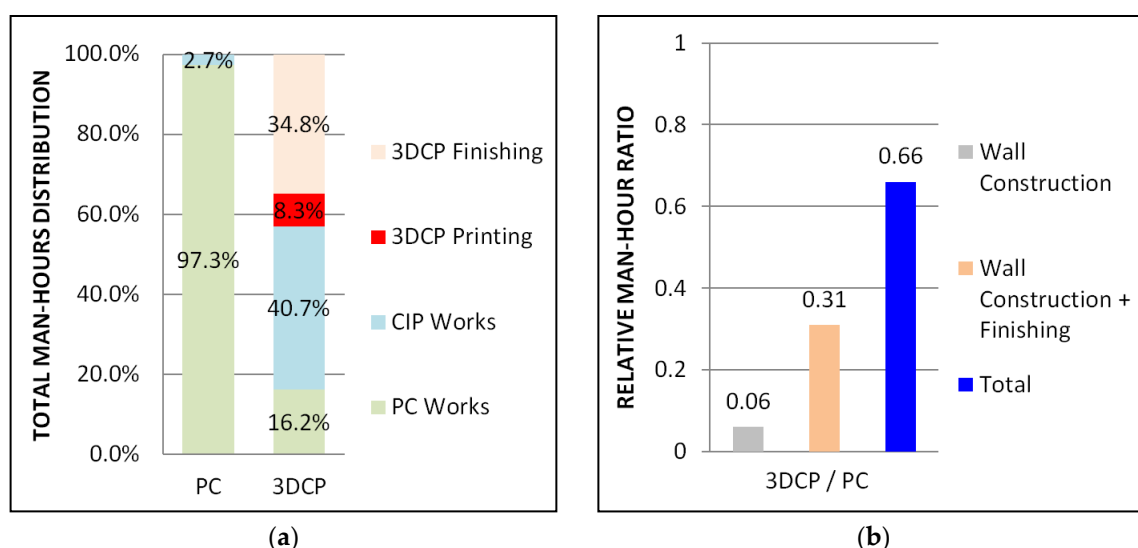 TOTAL MAN-HOURS DISTRIBUTION
100.0%
80.0%
60.0%
40.0%
20.0%
0.0%
2.7%
97.3%
34.8%
8.3%
40.7%
16.2%
PC
3DCP
3DCP Finishing
3DCP Printing
CIP Works
PC Works
(a)
RELATIVE MAN-HOUR RATIO
1
0.8
0.6
0.4
0.2
0
0.06
0.31
0.66
3DCP / PC
Wall
Construction
Wall
Construction +
Finishing
Total
(b)